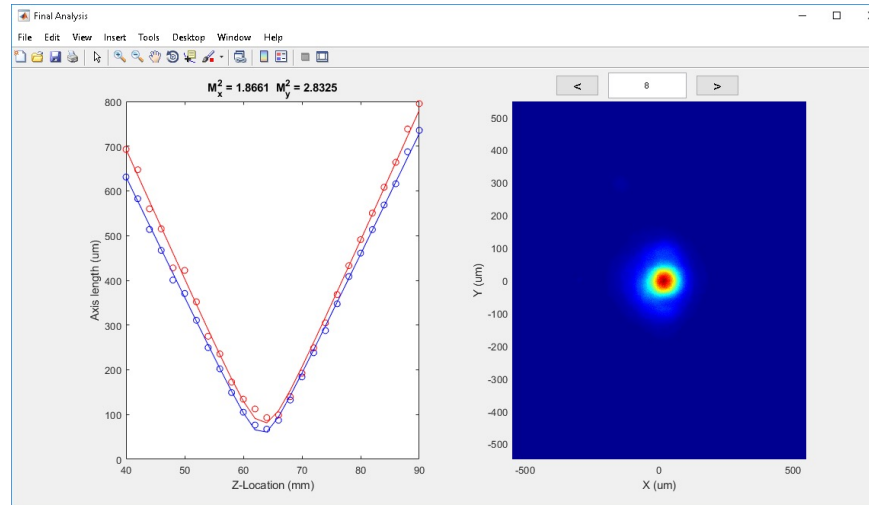 Final Analysis
File Edit View Insert Tools Desktop Window Help
M²x = 1.8661 M²y = 2.8325
800
700
600
500
400
300
200
100
0
40 50 60 70 80 90
Axis length (um)
Z-Location (mm)
< 8 >
500
400
300
200
100
0
-100
-200
-300
-400
-500
-500 0 500
Y (um)
X (um)